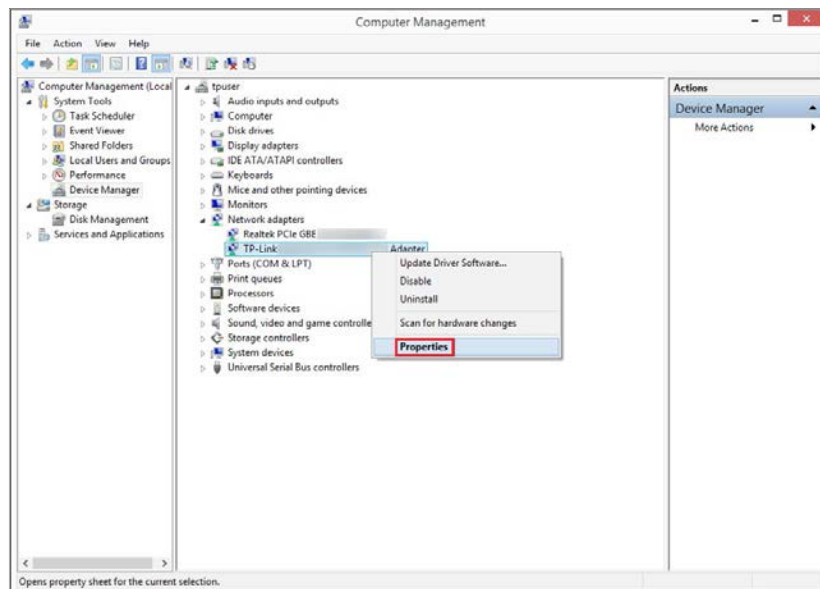 Computer Management
File Action View Help
Computer Management (Local
System Tools
Task Scheduler
Event Viewer
Shared Folders
Local Users and Groups
Performance
Device Manager
Storage
Disk Management
Services and Applications
tpuser
Audio inputs and outputs
Computer
Disk drives
Display adapters
IDE ATA/ATAPI controllers
Keyboards
Mice and other pointing devices
Monitors
Network adapters
Realtek PCIe GBE
TP-Link Adapter
Ports (COM & LPT)
Print queues
Processors
Software devices
Sound, video and game controlle
Storage controllers
System devices
Universal Serial Bus controllers
Update Driver Software...
Disable
Uninstall
Scan for hardware changes
Properties
Actions
Device Manager
More Actions
Opens property sheet for the current selection.